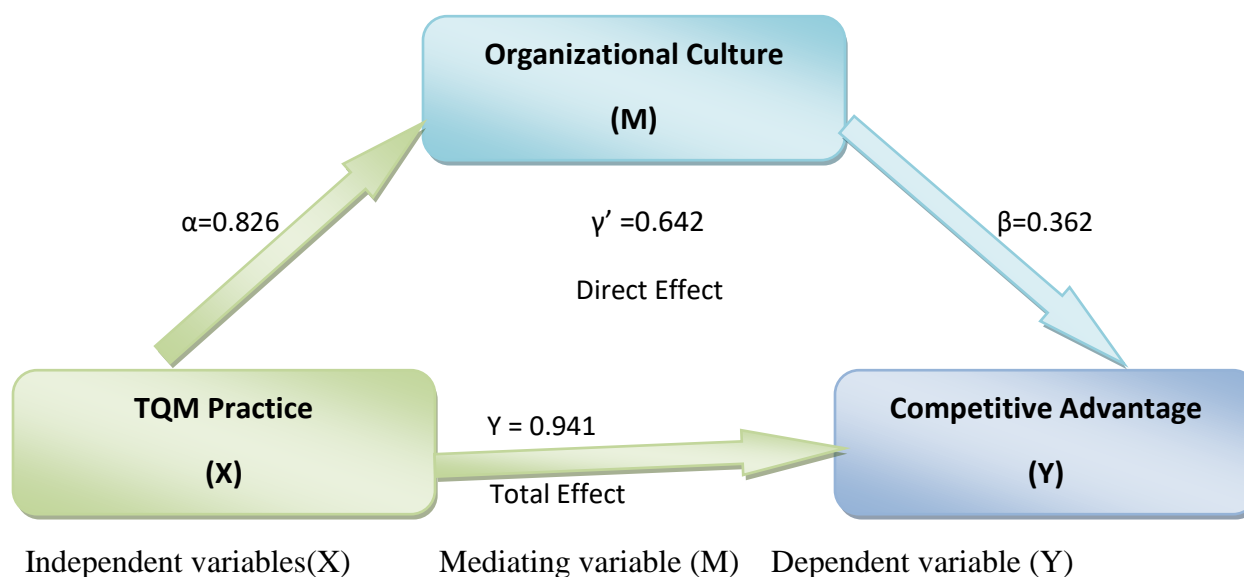 Organizational Culture
(M)
α=0.826
γ’ =0.642
β=0.362
Direct Effect
TQM Practice
(X)
Y = 0.941
Total Effect
Competitive Advantage
(Y)
Independent variables(X) Mediating variable (M) Dependent variable (Y)